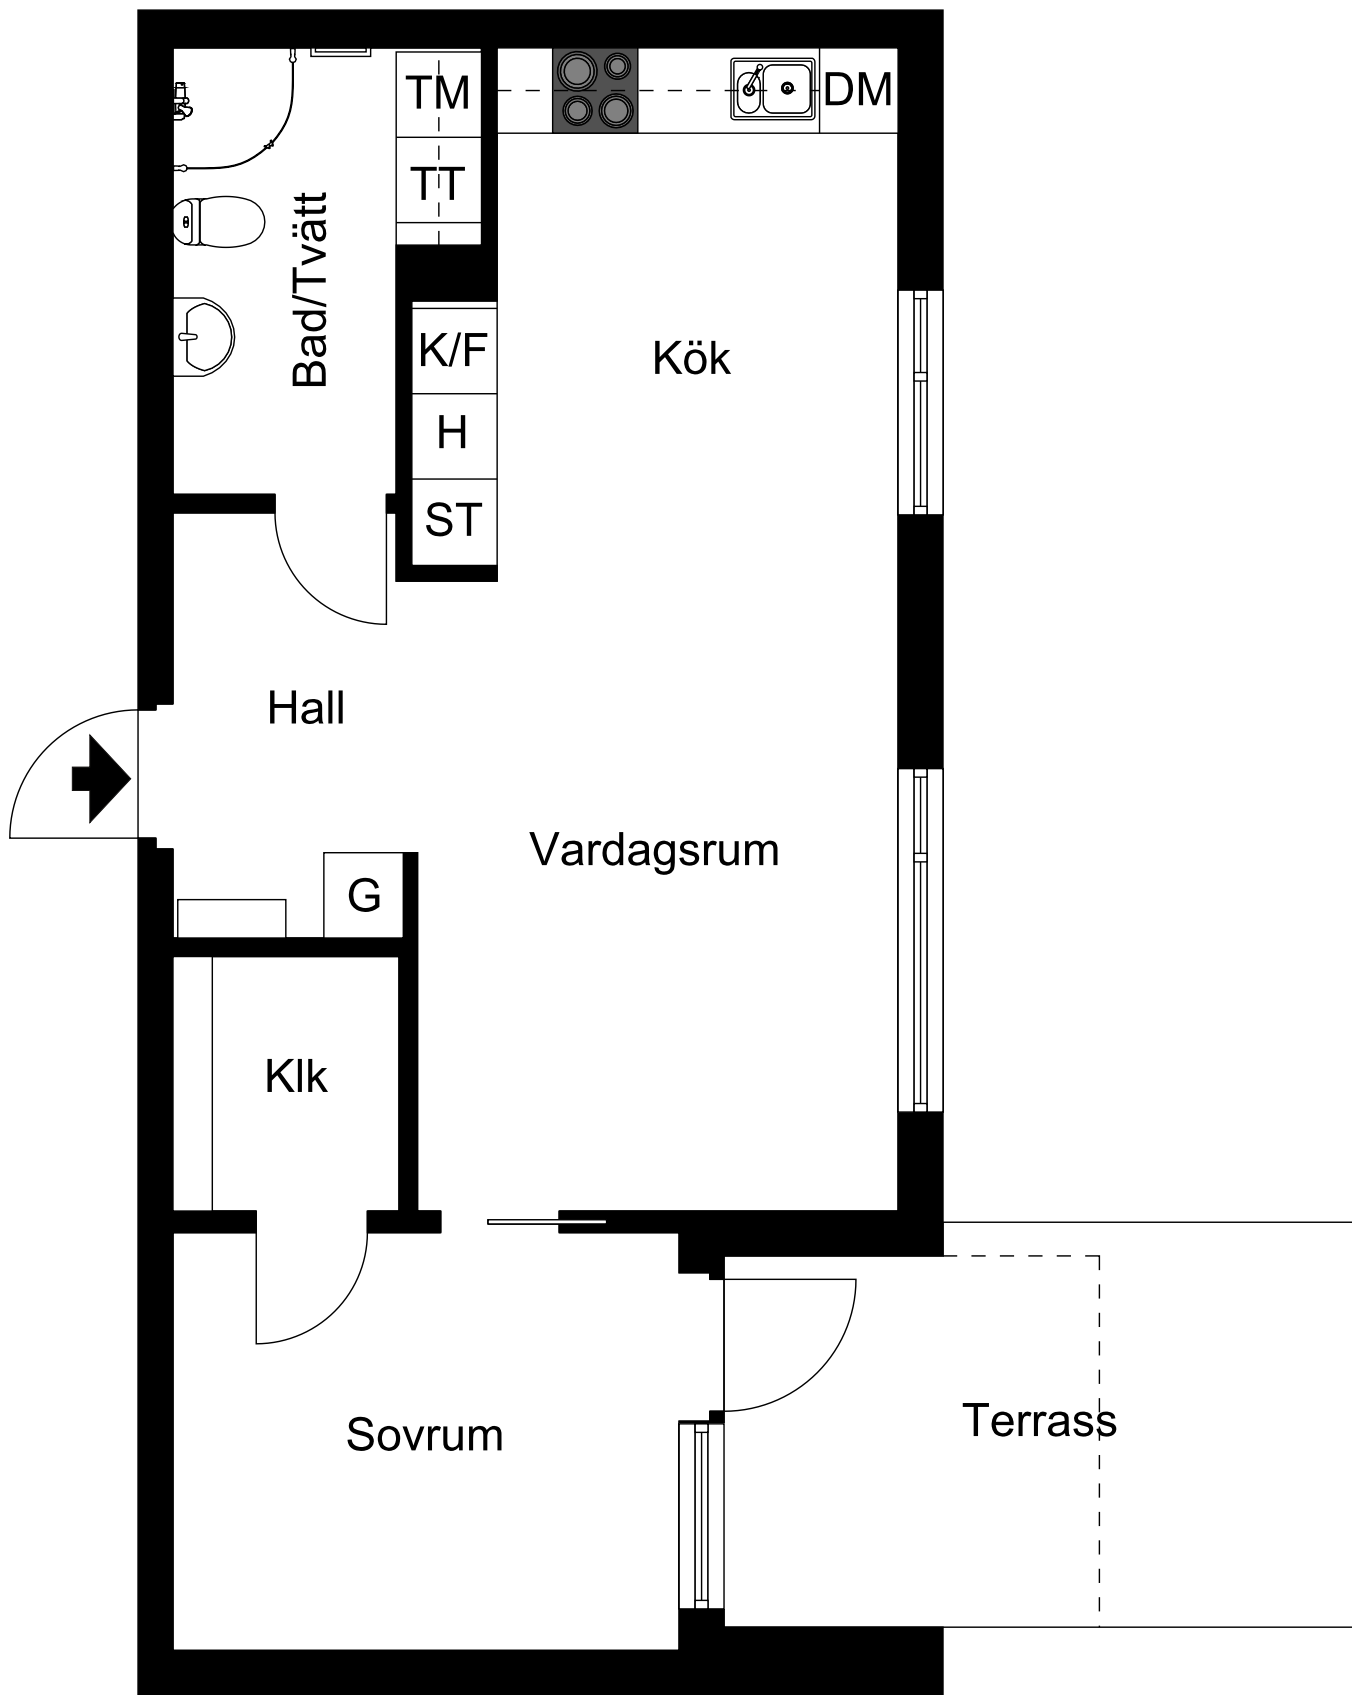 TM
DM
TT
Bad/Tvätt
K/F
Kök
H
ST
Hall
Vardagsrum
G
Klk
Sovrum
Terrass